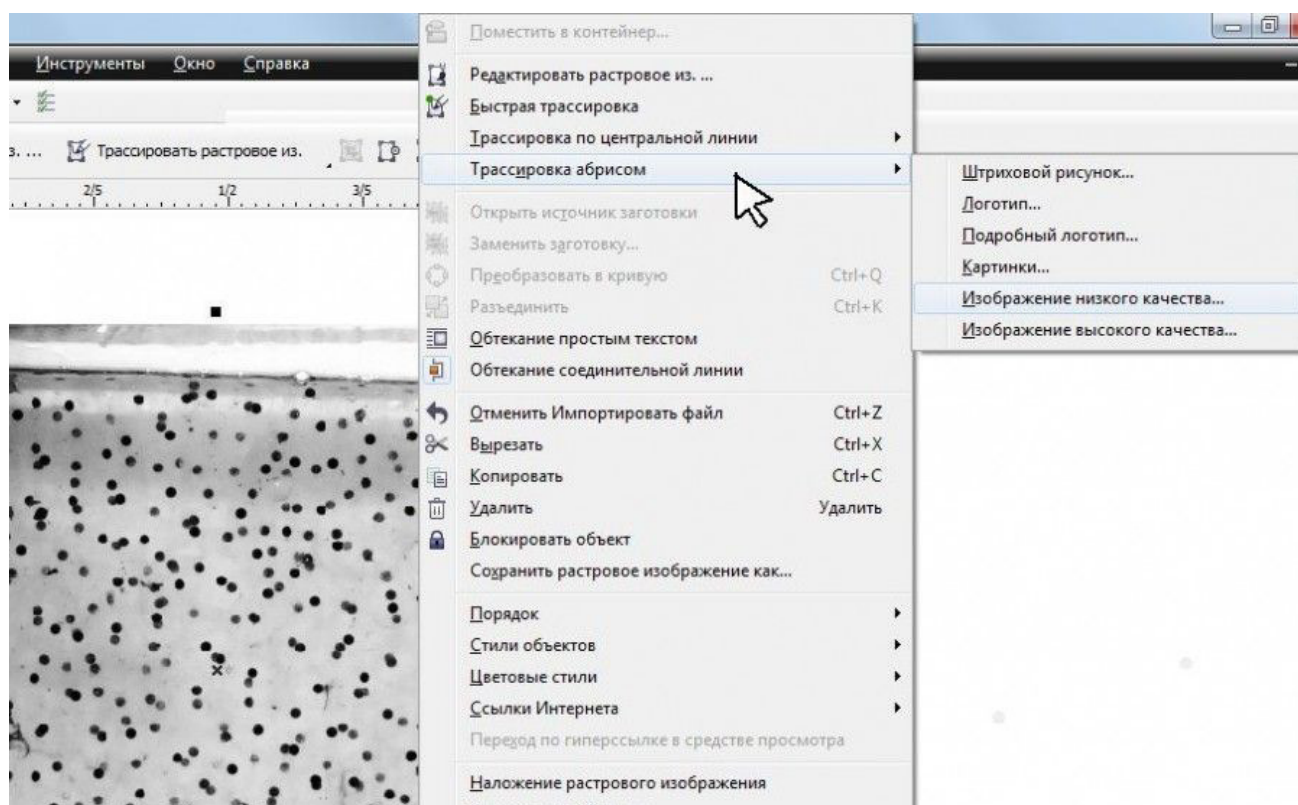 Инструменты Окно Справка
з. ... Трассировать растровое из.
2/5 1/2 3/5
Поместить в контейнер...
Редактировать растровое из. ...
Быстрая трассировка
Трассировка по центральной линии
Трассировка абрисом
Открыть источник заготовки
Заменить заготовку...
Преобразовать в кривую Ctrl+Q
Разъединить Ctrl+K
Обтекание простым текстом
Обтекание соединительной линии
Отменить Импортировать файл Ctrl+Z
Вырезать Ctrl+X
Копировать Ctrl+C
Удалить Удалить
Блокировать объект
Сохранить растровое изображение как...
Порядок
Стили объектов
Цветовые стили
Ссылки Интернета
Переход по гиперссылке в средстве просмотра
Наложение растрового изображения
Штриховой рисунок...
Логотип...
Подробный логотип...
Картинки...
Изображение низкого качества...
Изображение высокого качества...